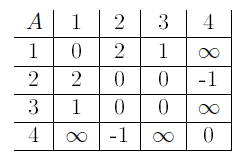 A 1 2 3 4
1 0 2 1 ∞
2 2 0 0 -1
3 1 0 0 ∞
4 ∞ -1 ∞ 0